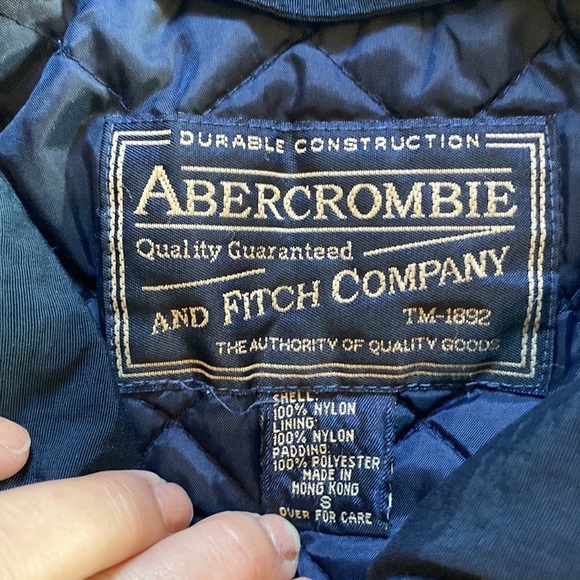 DURABLE CONSTRUCTION
ABERCROMBIE
Quality Guaranteed
AND FITCH COMPANY
TM-1892
THE AUTHORITY OF QUALITY GOODS
SHELL:
100% NYLON
LINING:
100% NYLON
PADDING:
100% POLYESTER
MADE IN
HONG KONG
S
OVER FOR CARE